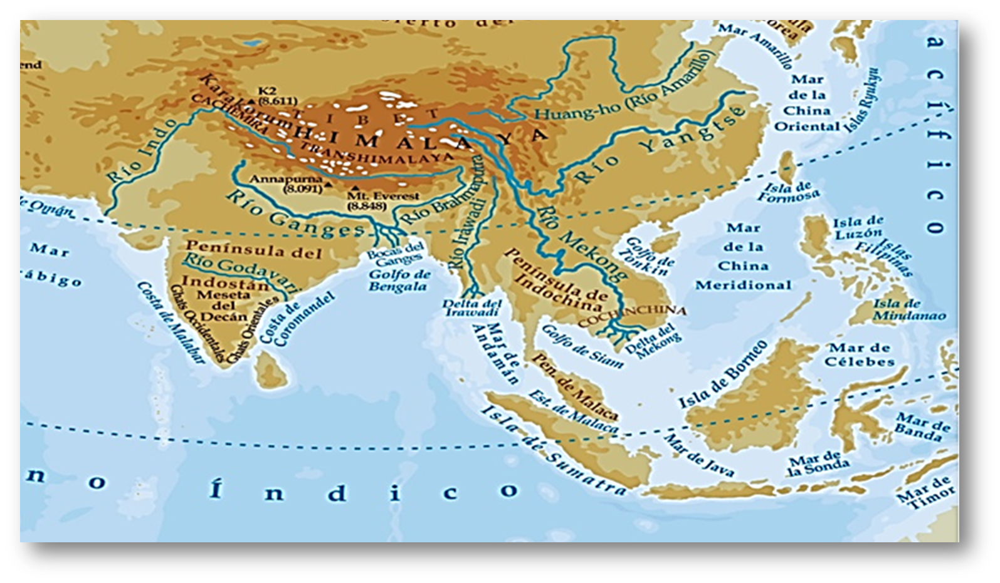 Mar Amarillo
Mar
de la
China
Oriental
Islas Ryukyu
Karakorum
K2
(8.611)
CACHEMIRA
TIBET
HIMALAYA
TRANSHIMALAYA
Huang-ho (Río Amarillo)
Río Yangtsé
Río Indo
Annapurna
(8.091)
Mt. Everest
(8.848)
Río Ganges
Río Brahmaputra
Río Irawadi
Río Mekong
Isla de
Formosa
acífico
de Omán
Mar
ábigo
Península del
Indostán
Río Godavari
Meseta
del
Decán
Ghats Occidentales
Ghats Orientales
Costa de Malabar
Costa de
Coromandel
Bocas del
Ganges
Golfo de
Bengala
Delta del
Irawadi
Mar de
Andamán
Península de
Indochina
COCHINCHINA
Golfo de
Tonkin
Golfo de Siam
Delta del
Mekong
Mar
de la
China
Meridional
Isla de
Luzón
Islas
Filipinas
Isla de
Mindanao
Pen. de Malaca
Est. de Malaca
Isla de Sumatra
Isla de Borneo
Mar de
Célebes
Mar de Java
Mar de
la Sonda
Mar de
Banda
Mar de
Timor
no Índico